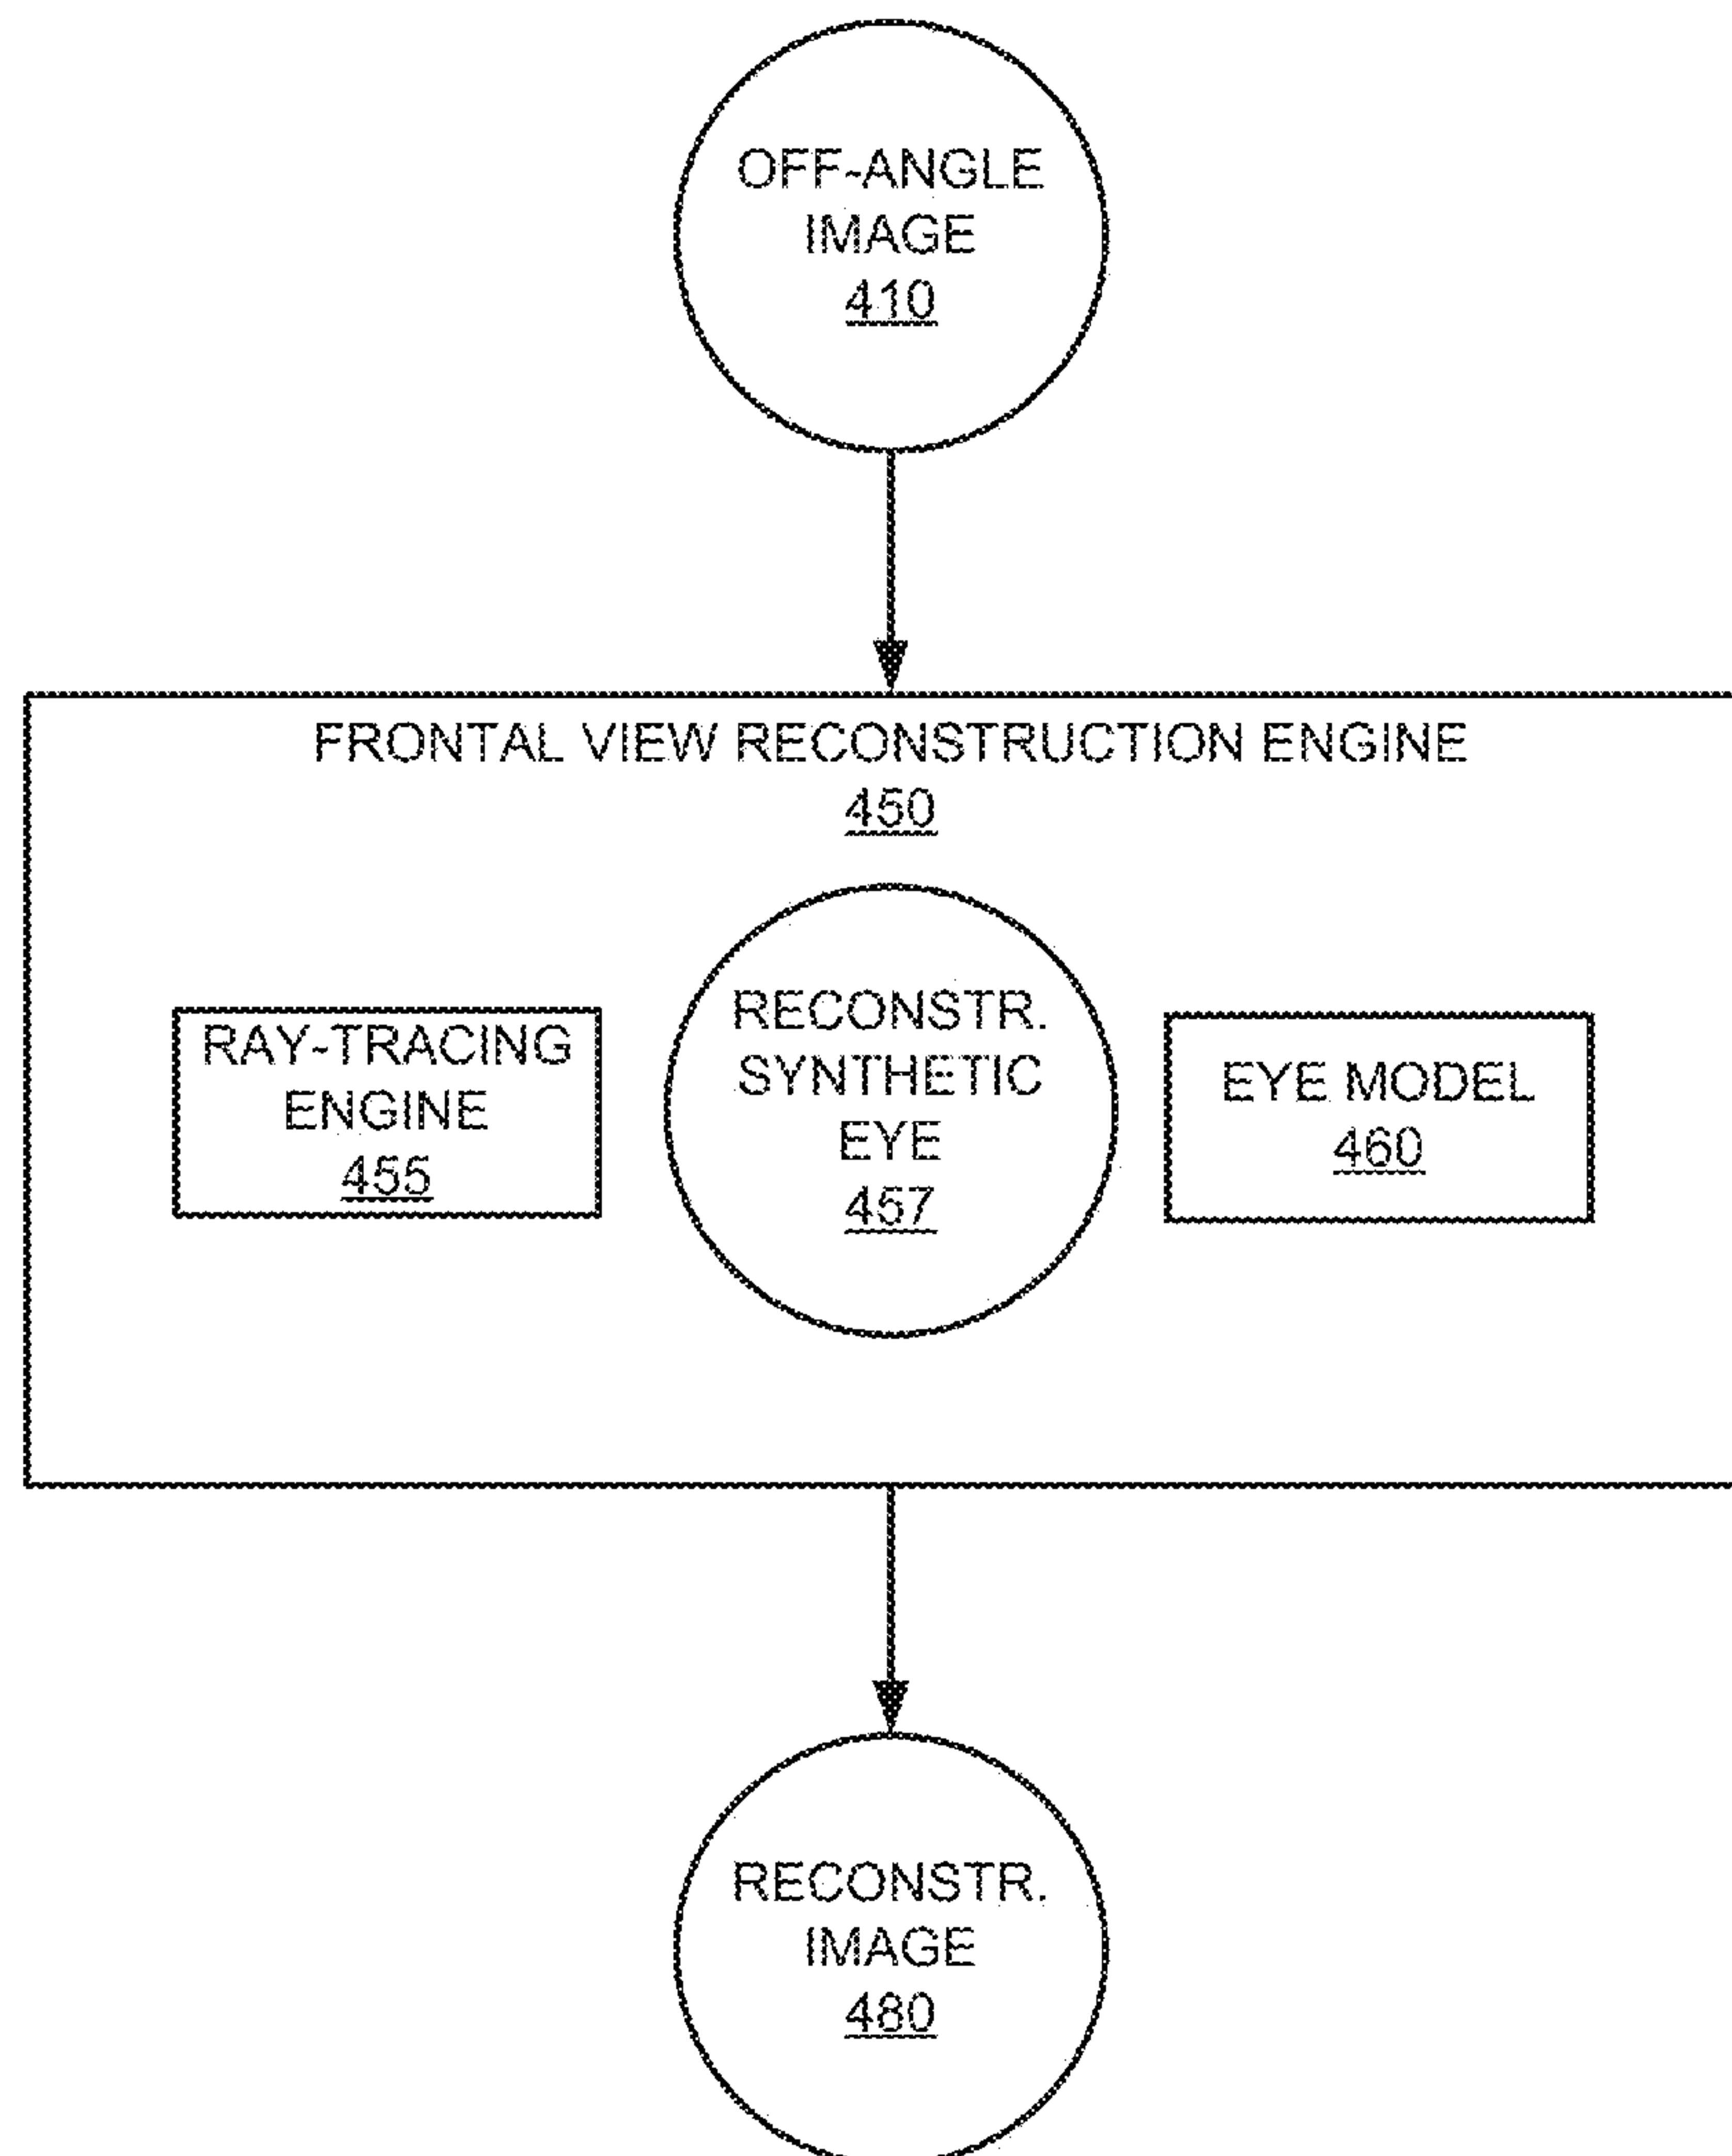 OFF-ANGLE
IMAGE
410
FRONTAL VIEW RECONSTRUCTION ENGINE
450
RAY-TRACING
ENGINE
455
RECONSTR.
SYNTHETIC
EYE
457
EYE MODEL
460
RECONSTR.
IMAGE
480